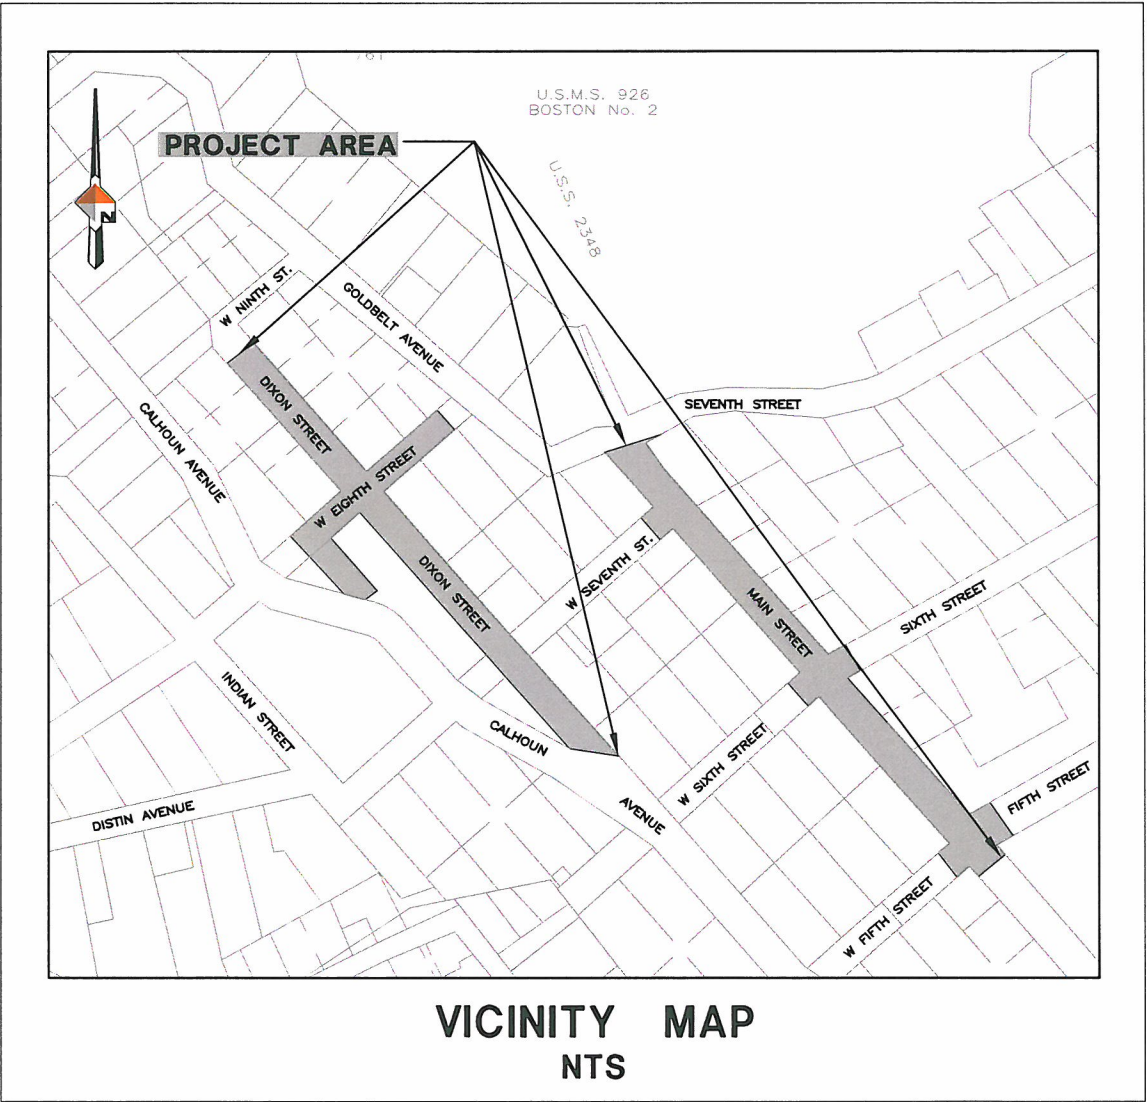 761
U.S.M.S. 926
BOSTON No. 2
PROJECT AREA
U.S.S. 2348
N
W NINTH ST.
GOLDBELT AVENUE
DIXON STREET
SEVENTH STREET
CALHOUN AVENUE
W EIGHTH STREET
DIXON STREET
W SEVENTH ST.
MAIN STREET
SIXTH STREET
INDIAN STREET
CALHOUN
W SIXTH STREET
AVENUE
FIFTH STREET
DISTIN AVENUE
W FIFTH STREET
VICINITY MAP
NTS